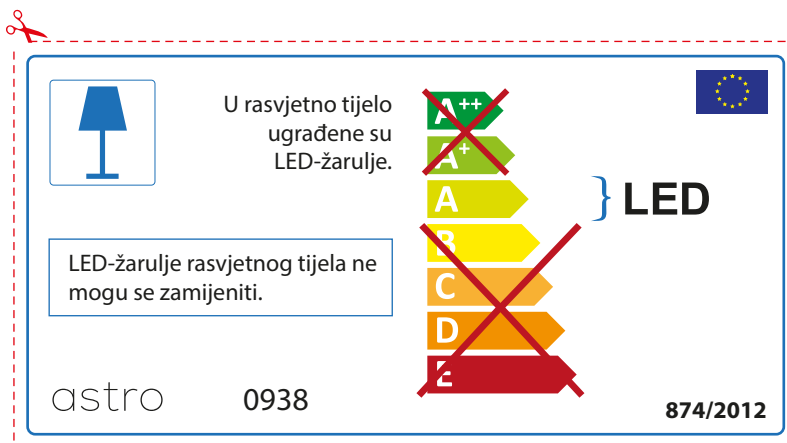 U rasvjetno tijelo
ugrađene su
LED-žarulje.
A++
A+
A
B
C
D
E
LED
LED-žarulje rasvjetnog tijela ne
mogu se zamijeniti.
astro
0938
874/2012